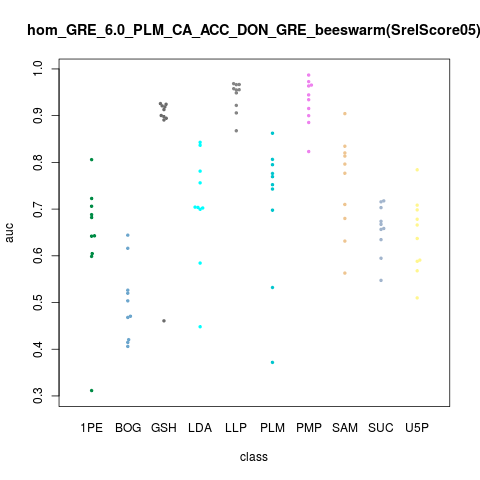 hom_GRE_6.0_PLM_CA_ACC_DON_GRE_beeswarm(SrelScore05)
1.0
0.9
0.8
0.7
0.6
0.5
0.4
0.3
auc
1PE BOG GSH LDA LLP PLM PMP SAM SUC U5P
class